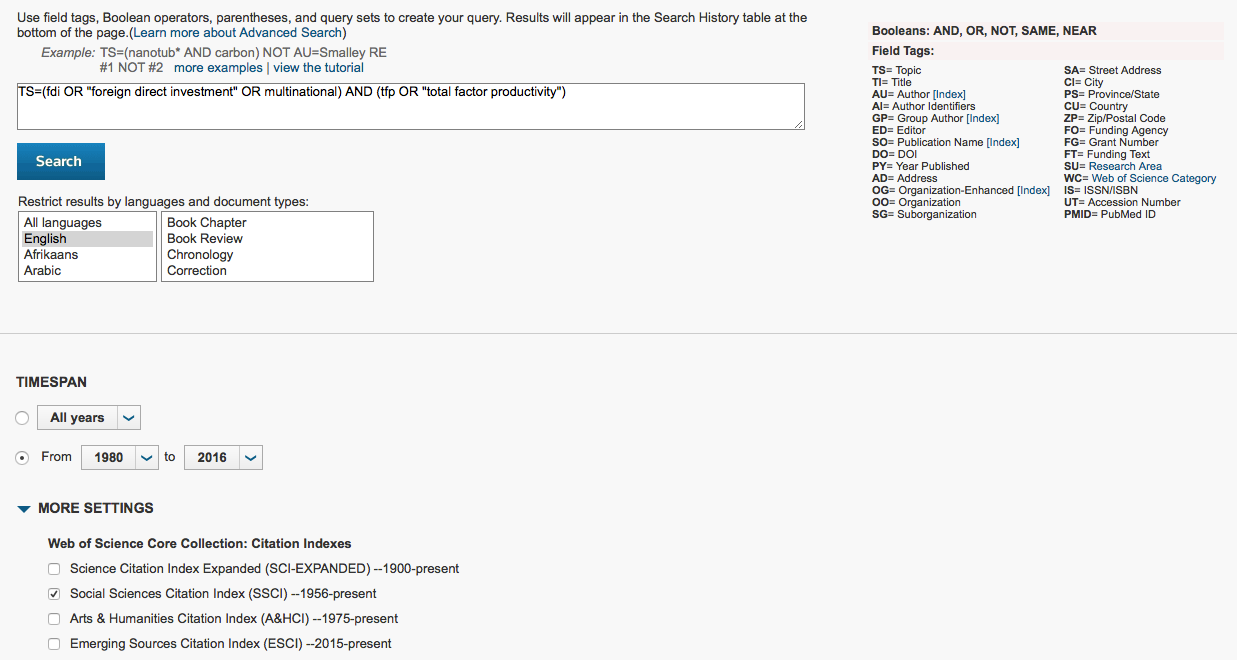 Use field tags, Boolean operators, parentheses, and query sets to create your query. Results will appear in the Search History table at the
bottom of the page.(Learn more about Advanced Search)
Example: TS=(nanotub* AND carbon) NOT AU=Smalley RE
#1 NOT #2 more examples | view the tutorial
TS=(fdi OR "foreign direct investment" OR multinational) AND (tfp OR "total factor productivity")
Search
Restrict results by languages and document types:
All languages
English
Afrikaans
Arabic
Book Chapter
Book Review
Chronology
Correction
Booleans: AND, OR, NOT, SAME, NEAR
Field Tags:
TS= Topic
TI= Title
AU= Author [Index]
AI= Author Identifiers
GP= Group Author [Index]
ED= Editor
SO= Publication Name [Index]
DO= DOI
PY= Year Published
AD= Address
OG= Organization-Enhanced [Index]
OO= Organization
SG= Suborganization
SA= Street Address
CI= City
PS= Province/State
CU= Country
ZP= Zip/Postal Code
FO= Funding Agency
FG= Grant Number
FT= Funding Text
SU= Research Area
WC= Web of Science Category
IS= ISSN/ISBN
UT= Accession Number
PMID= PubMed ID
TIMESPAN
All years
From 1980 to 2016
MORE SETTINGS
Web of Science Core Collection: Citation Indexes
Science Citation Index Expanded (SCI-EXPANDED) --1900-present
Social Sciences Citation Index (SSCI) --1956-present
Arts & Humanities Citation Index (A&HCI) --1975-present
Emerging Sources Citation Index (ESCI) --2015-present